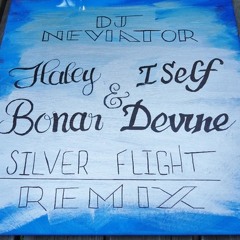 DJ
NEVIATOR
Haley & I Self
Bonar Devine
SILVER FLIGHT
REMIX